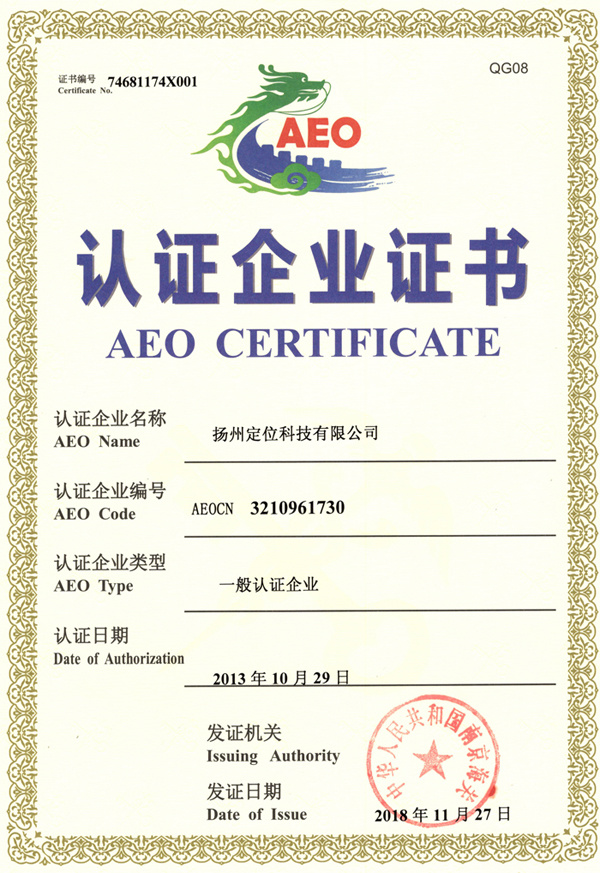 证书编号 74681174X001
Certificate No.
QG08
AEO
认证企业证书
AEO CERTIFICATE
认证企业名称
AEO Name
扬州定位科技有限公司
认证企业编号
AEO Code
AEOCN 3210961730
认证企业类型
AEO Type
一般认证企业
认证日期
Date of Authorization
2013 年 10 月 29 日
发证机关
Issuing Authority
中华人民共和国南京海关
发证日期
Date of Issue
2018 年 11 月 27 日